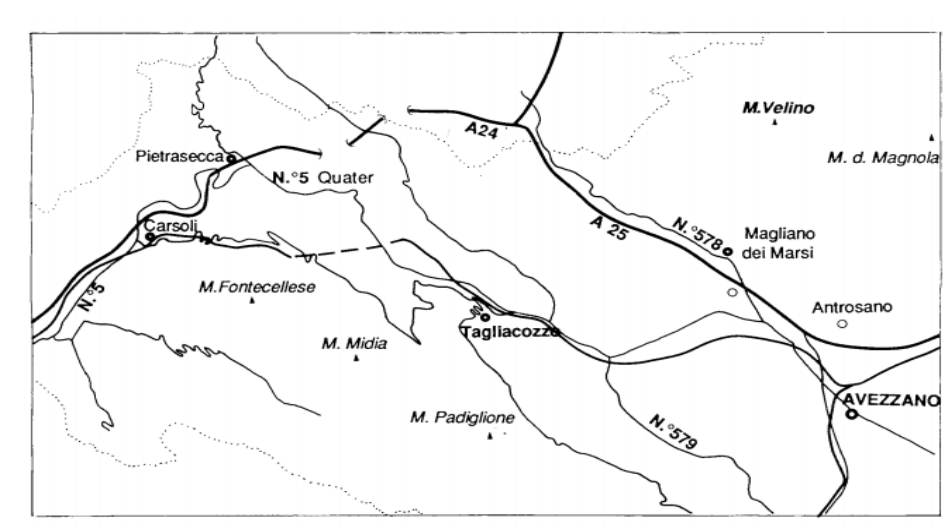 M.Velino
A24
Pietrasecca
M. d. Magnola
N.°5 Quater
Carsoli
A 25
N.°578
Magliano
dei Marsi
M.Fontecellese
N.°5
Antrosano
Tagliacozzo
M. Midia
AVEZZANO
M. Padiglione
N.°579